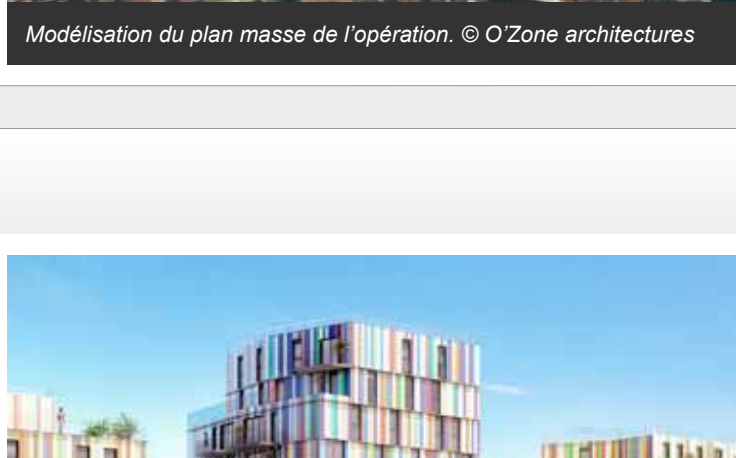 Modélisation du plan masse de l’opération. © O’Zone architectures